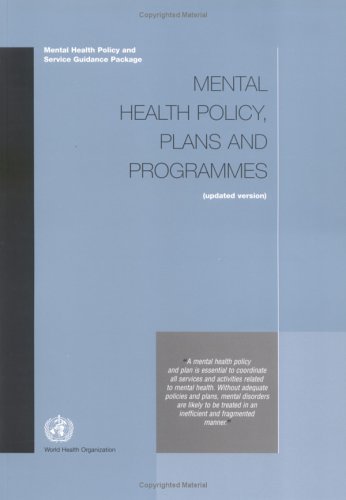 Copyrighted Material
Mental Health Policy and
Service Guidance Package
MENTAL
HEALTH POLICY,
PLANS AND
PROGRAMMES
(updated version)
"A mental health policy
and plan is essential to coordinate
all services and activities related
to mental health. Without adequate
policies and plans, mental disorders
are likely to be treated in an
inefficient and fragmented
manner."
World Health Organization
Copyrighted Material